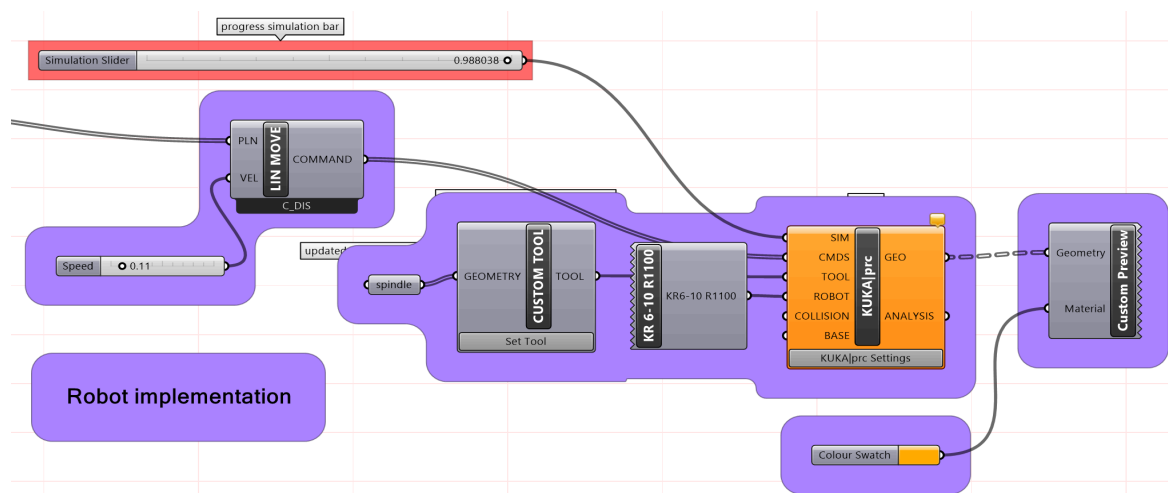 progress simulation bar
Simulation Slider 0.988038
PLN
VEL
LIN MOVE
COMMAND
C_DIS
Speed 0.11
updated
spindle
GEOMETRY
CUSTOM TOOL
TOOL
Set Tool
KR 6-10 R1100
KR6-10 R1100
SIM
CMDS
TOOL
ROBOT
COLLISION
BASE
KUKA|prc
GEO
ANALYSIS
KUKA|prc Settings
Geometry
Material
Custom Preview
Robot implementation
Colour Swatch